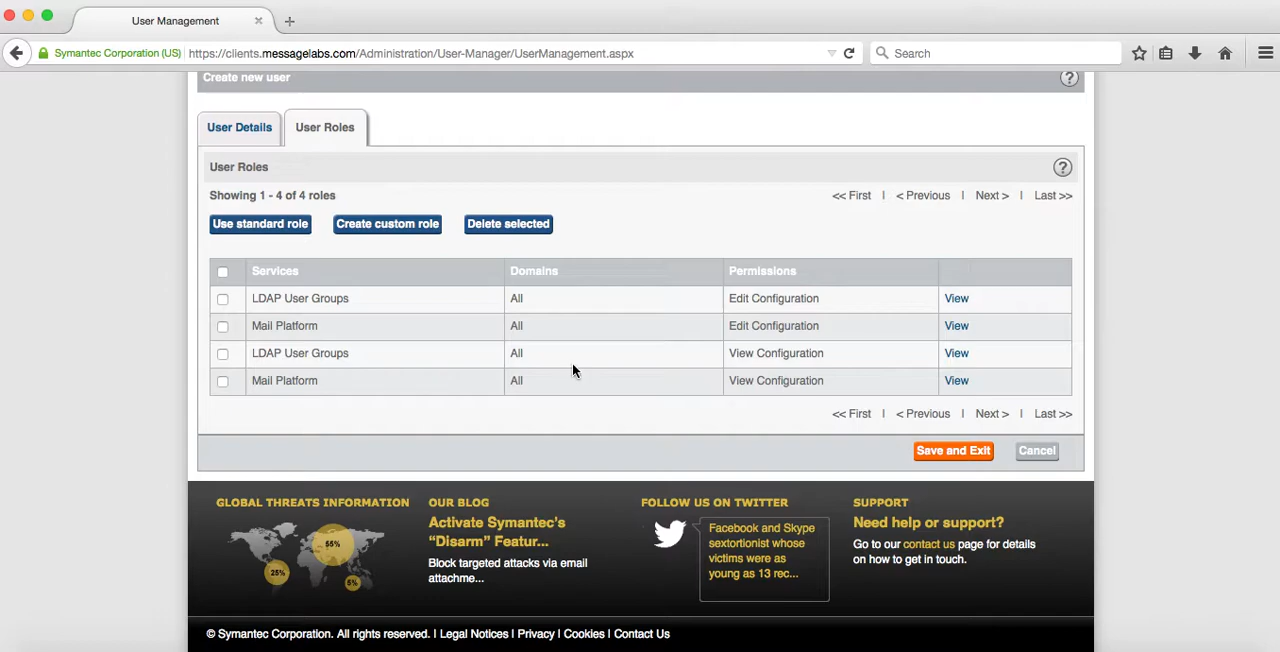 User Management
Symantec Corporation (US)
https://clients.messagelabs.com/Administration/User-Manager/UserManagement.aspx
Search
Create new user
?
User Details
User Roles
User Roles
?
Showing 1 - 4 of 4 roles
<< First | < Previous | Next > | Last >>
Use standard role
Create custom role
Delete selected
Services Domains Permissions
LDAP User Groups All Edit Configuration View
Mail Platform All Edit Configuration View
LDAP User Groups All View Configuration View
Mail Platform All View Configuration View
<< First | < Previous | Next > | Last >>
Save and Exit
Cancel
GLOBAL THREATS INFORMATION
55%
25%
5%
OUR BLOG
Activate Symantec's
“Disarm” Featur...
Block targeted attacks via email
attachme...
FOLLOW US ON TWITTER
Facebook and Skype
sextortionist whose
victims were as
young as 13 rec...
SUPPORT
Need help or support?
Go to our contact us page for details
on how to get in touch.
© Symantec Corporation. All rights reserved. | Legal Notices | Privacy | Cookies | Contact Us